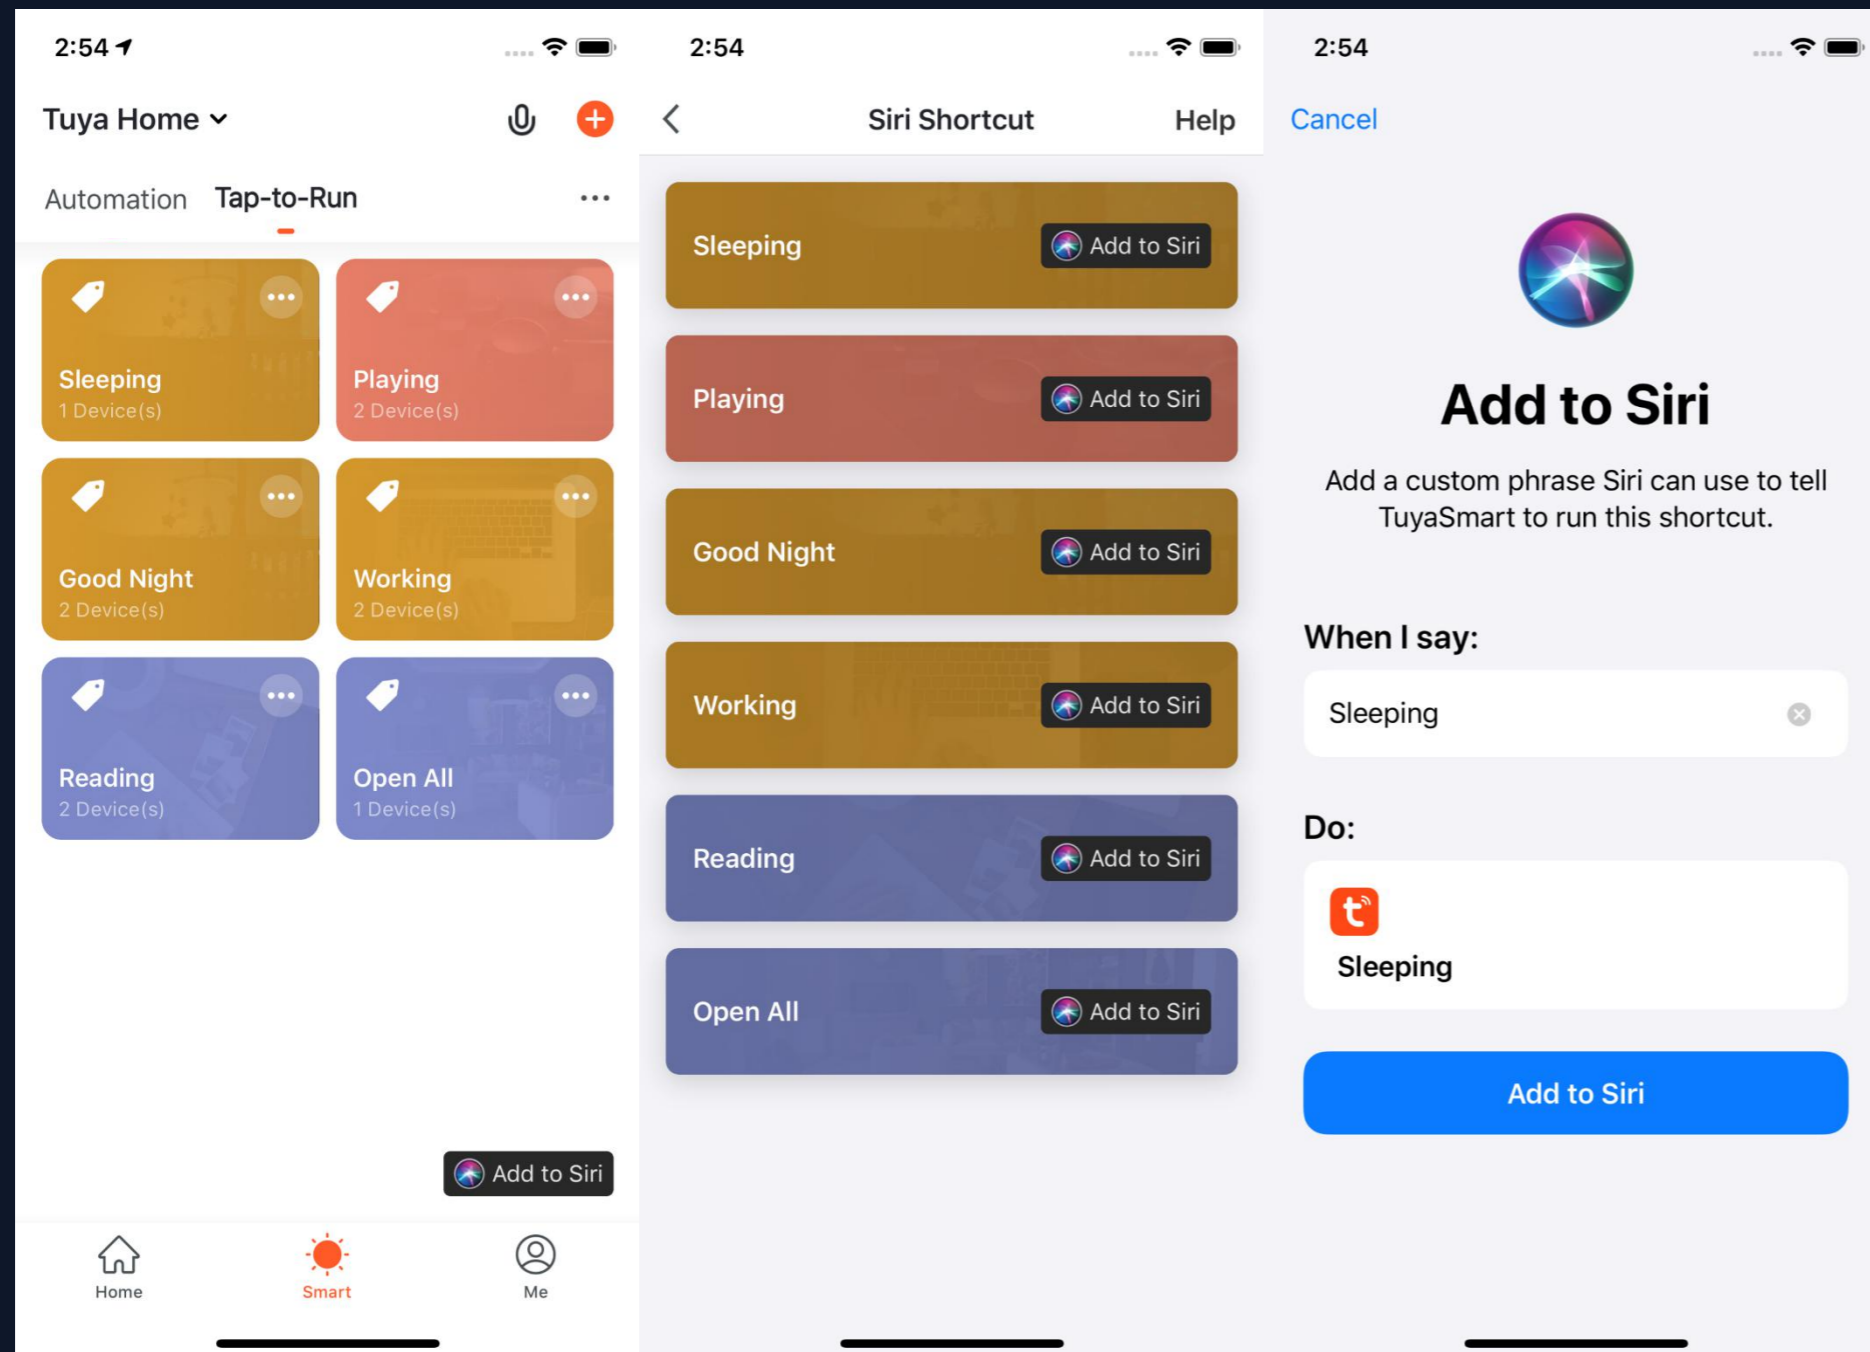 2:54
Tuya Home
Automation Tap-to-Run
Sleeping
1 Device(s)
Playing
2 Device(s)
Good Night
2 Device(s)
Working
2 Device(s)
Reading
2 Device(s)
Open All
1 Device(s)
Add to Siri
Home Smart Me
2:54
Siri Shortcut Help
Sleeping Add to Siri
Playing Add to Siri
Good Night Add to Siri
Working Add to Siri
Reading Add to Siri
Open All Add to Siri
2:54
Cancel
Add to Siri
Add a custom phrase Siri can use to tell
TuyaSmart to run this shortcut.
When I say:
Sleeping
Do:
t
Sleeping
Add to Siri